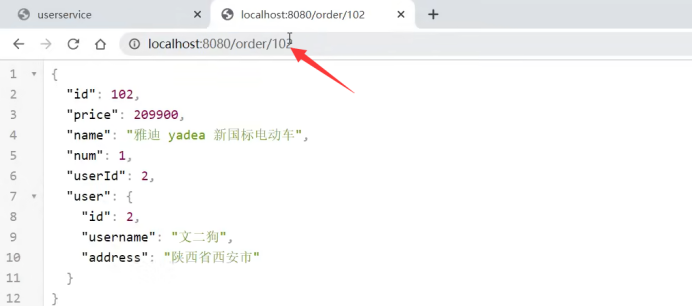 userservice
localhost:8080/order/102
localhost:8080/order/102
1 {
2 "id": 102,
3 "price": 209900,
4 "name": "雅迪 yadea 新国标电动车",
5 "num": 1,
6 "userId": 2,
7 "user": {
8 "id": 2,
9 "username": "文二狗",
10 "address": "陕西省西安市"
11 }
12 }